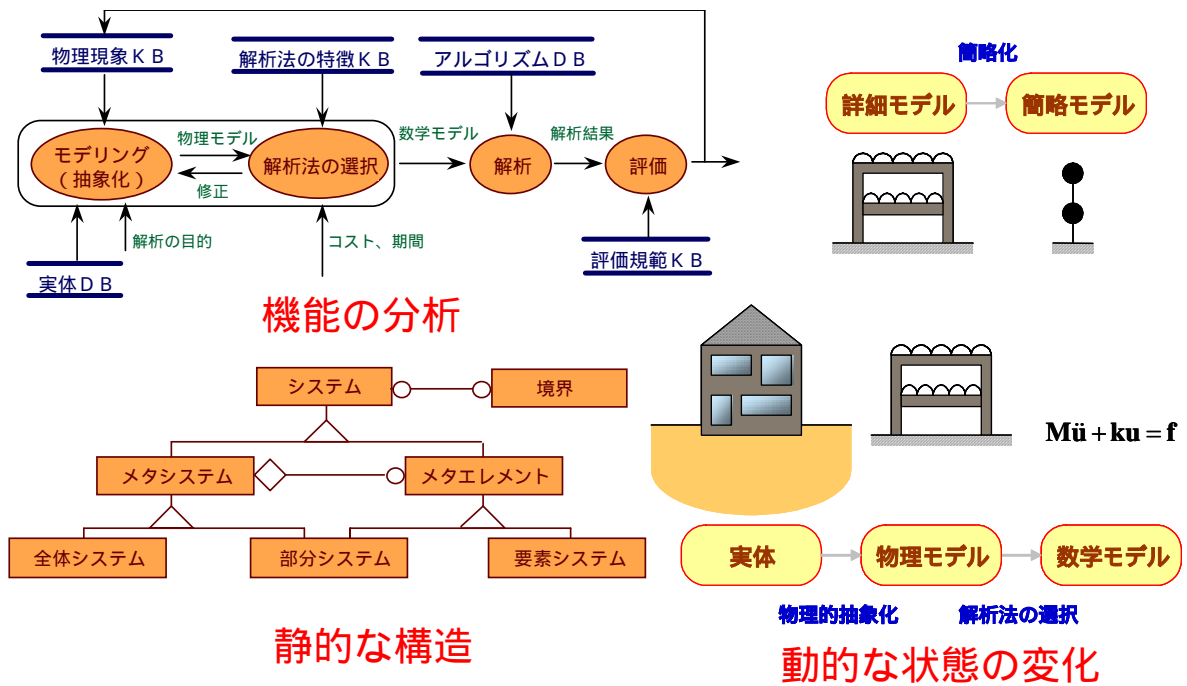 物理現象ＫＢ
解析法の特徴ＫＢ
アルゴリズムＤＢ
モデリング
（抽象化）
物理モデル
修正
解析法の選択
数学モデル
解析
解析結果
評価
解析の目的
コスト、期間
実体ＤＢ
評価規範ＫＢ
機能の分析
簡略化
詳細モデル
簡略モデル
システム
境界
メタシステム
メタエレメント
全体システム
部分システム
要素システム
静的な構造
Mü + ku = f
実体
物理モデル
数学モデル
物理的抽象化
解析法の選択
動的な状態の変化